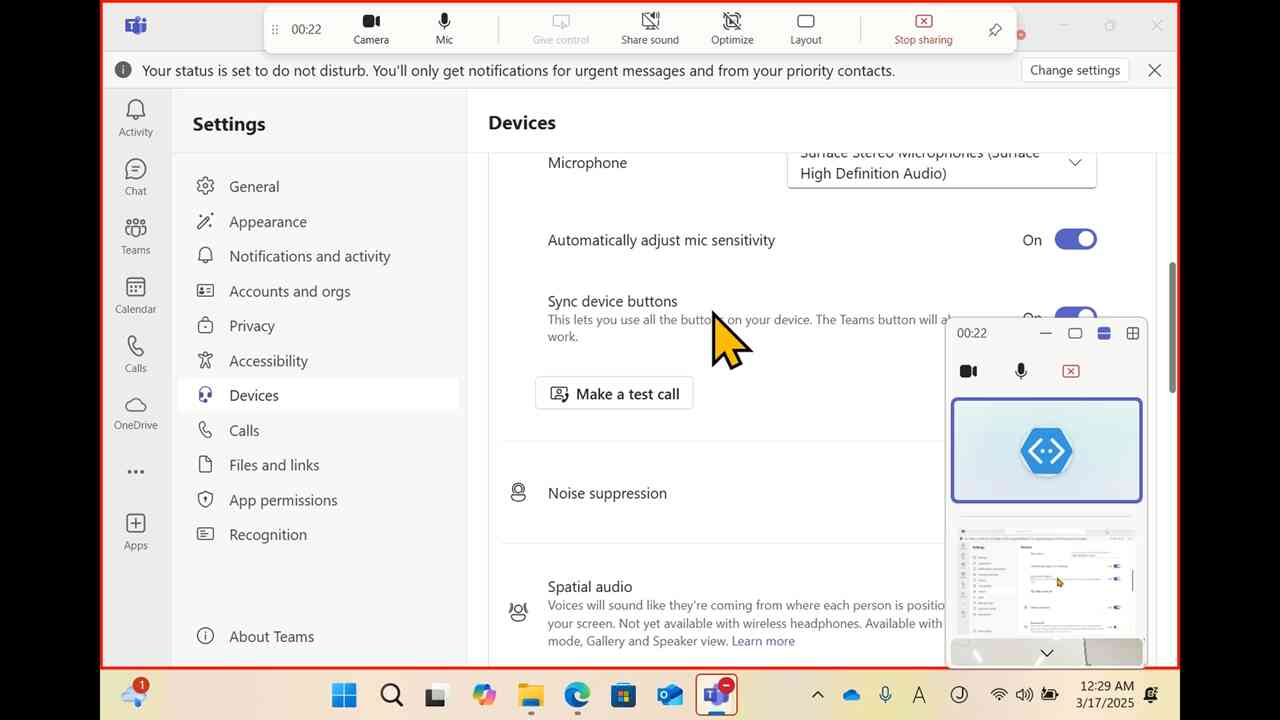 00:22
Camera
Mic
Give control
Share sound
Optimize
Layout
Stop sharing
Your status is set to do not disturb. You'll only get notifications for urgent messages and from your priority contacts.
Change settings
Activity
Chat
Teams
Calendar
Calls
OneDrive
Apps
Settings
General
Appearance
Notifications and activity
Accounts and orgs
Privacy
Accessibility
Devices
Calls
Files and links
App permissions
Recognition
About Teams
Devices
Microphone
Surface Stereo Microphones (Surface
High Definition Audio)
Automatically adjust mic sensitivity
On
Sync device buttons
On
This lets you use all the on your device. The Teams button will
work.
Make a test call
Noise suppression
Spatial audio
Voices will sound like they're coming from where each person is
your screen. Not yet available with wireless headphones. Available with
mode, Gallery and Speaker view. Learn more
00:22
1
A
12:29 AM
3/17/2025